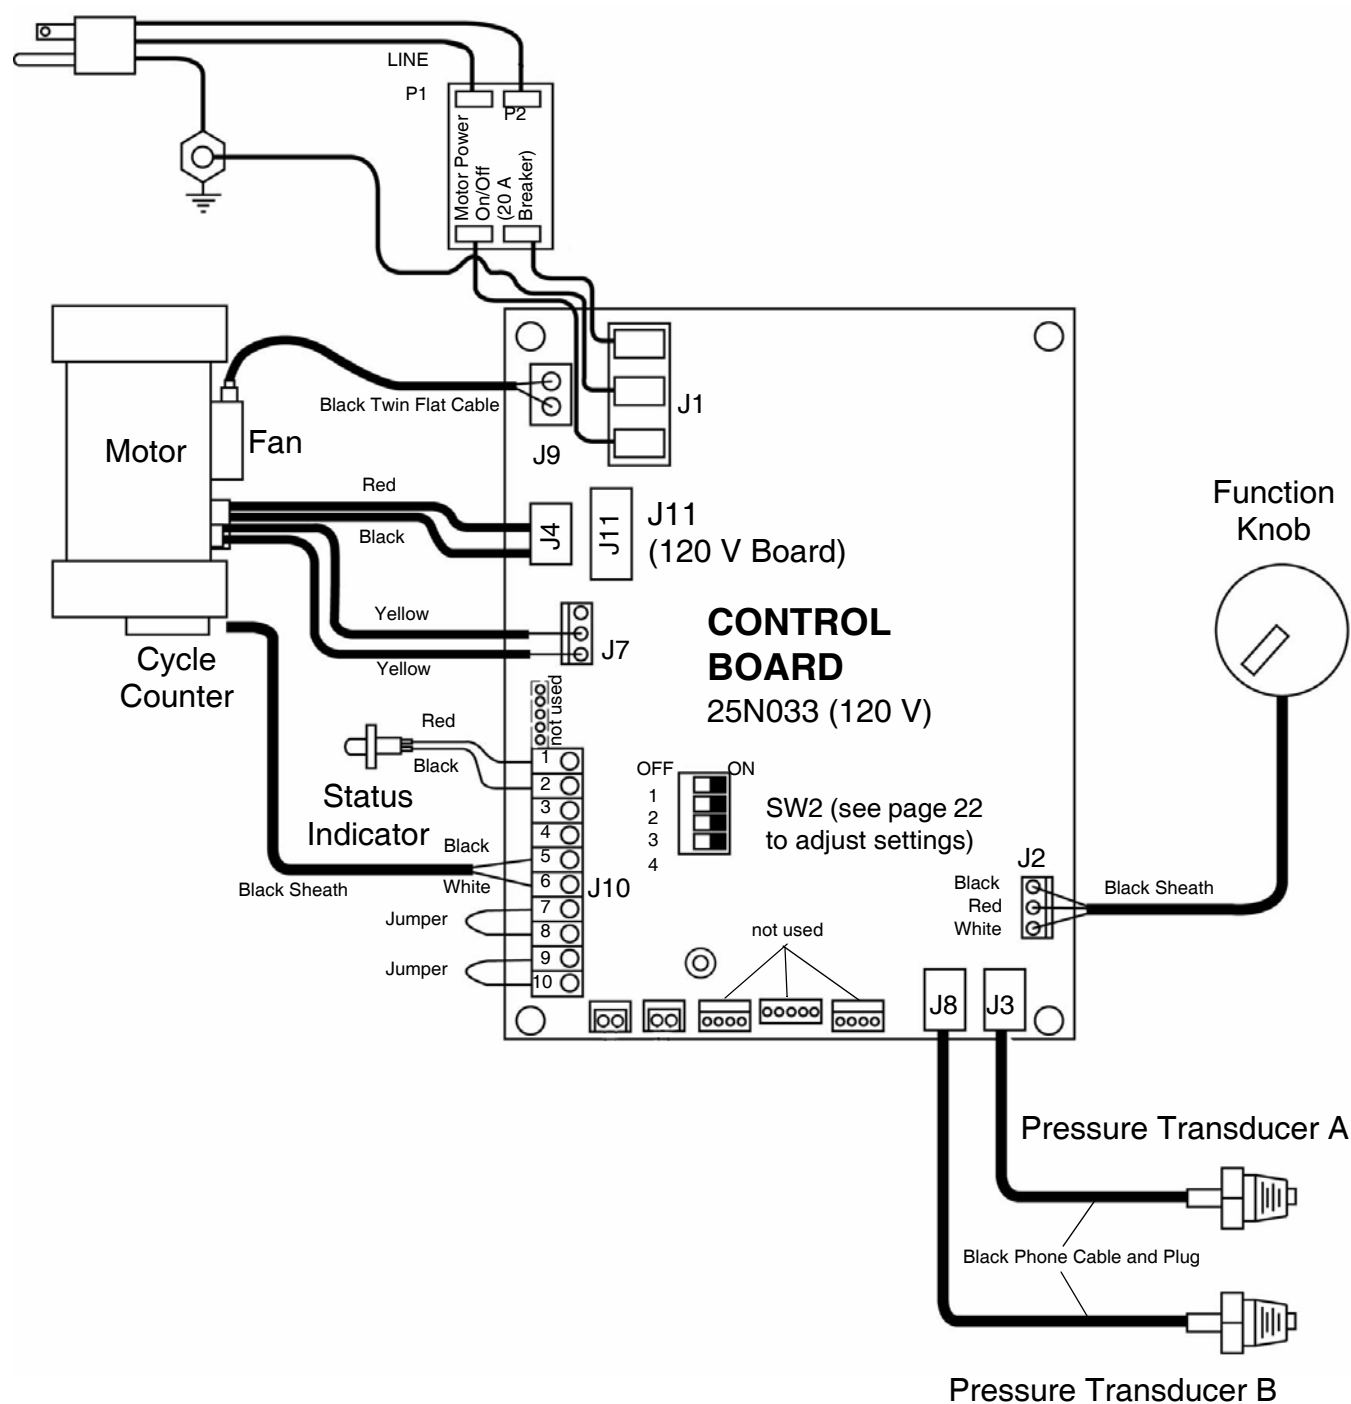 LINE
P1
P2
Motor Power
On/Off
(20 A
Breaker)
Black Twin Flat Cable
J1
Motor
Fan
J9
Red
Black
J4
J11
J11
(120 V Board)
Function
Knob
CONTROL
BOARD
25N033 (120 V)
Yellow
Yellow
J7
Cycle
Counter
not used
Red
Black
Status
Indicator
1
2
3
4
5
6
7
8
9
10
J10
Black
White
Black Sheath
Jumper
Jumper
OFF
ON
1
2
3
4
SW2 (see page 22
to adjust settings)
J2
Black
Red
White
Black Sheath
not used
J8
J3
Pressure Transducer A
Black Phone Cable and Plug
Pressure Transducer B